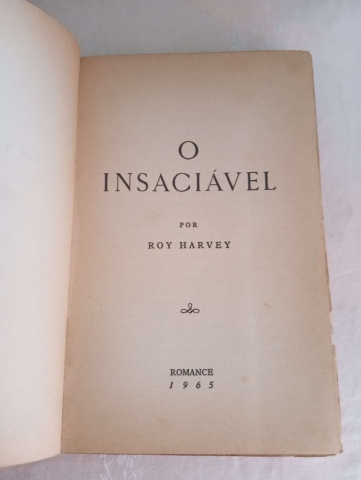 O
INSACIÁVEL
POR
ROY HARVEY
ROMANCE
1965